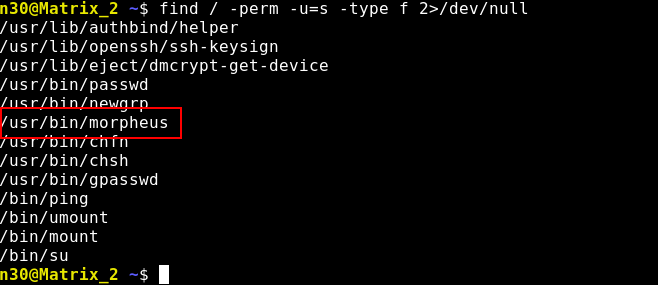 n30@Matrix_2 ~$ find / -perm -u=s -type f 2>/dev/null
/usr/lib/authbind/helper
/usr/lib/openssh/ssh-keysign
/usr/lib/eject/dmcrypt-get-device
/usr/bin/passwd
/usr/bin/newgrp
/usr/bin/morpheus
/usr/bin/chfn
/usr/bin/chsh
/usr/bin/gpasswd
/bin/ping
/bin/umount
/bin/mount
/bin/su
n30@Matrix_2 ~$